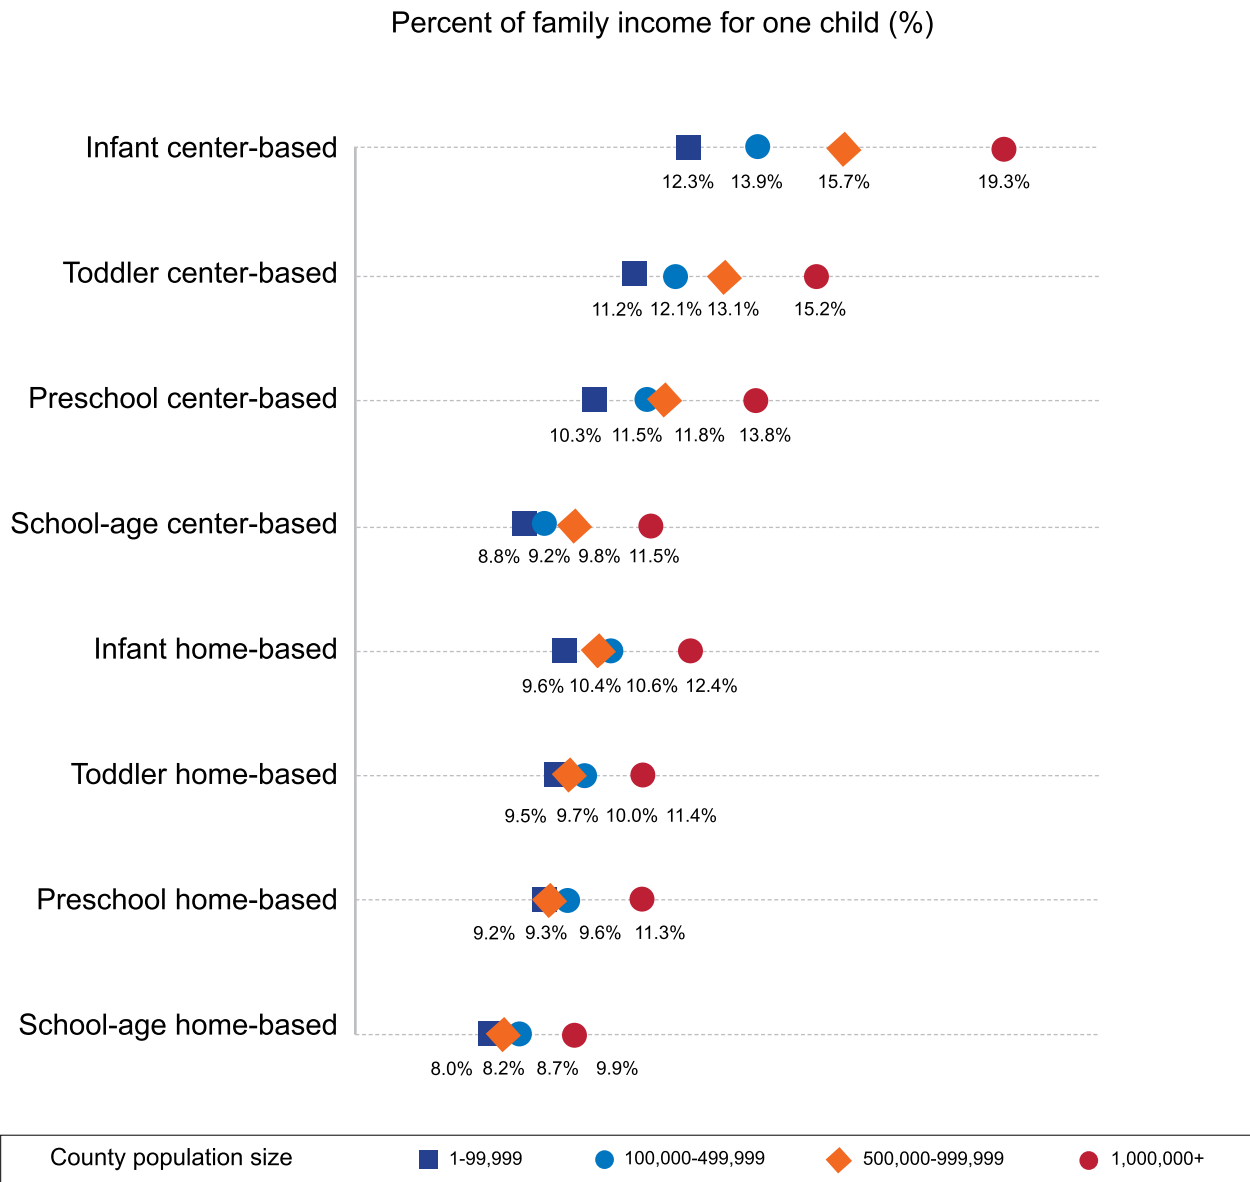 Percent of family income for one child (%)
Infant center-based
12.3% 13.9% 15.7% 19.3%
Toddler center-based
11.2% 12.1% 13.1% 15.2%
Preschool center-based
10.3% 11.5% 11.8% 13.8%
School-age center-based
8.8% 9.2% 9.8% 11.5%
Infant home-based
9.6% 10.4% 10.6% 12.4%
Toddler home-based
9.5% 9.7% 10.0% 11.4%
Preschool home-based
9.2% 9.3% 9.6% 11.3%
School-age home-based
8.0% 8.2% 8.7% 9.9%
County population size 1-99,999 100,000-499,999 500,000-999,999 1,000,000+